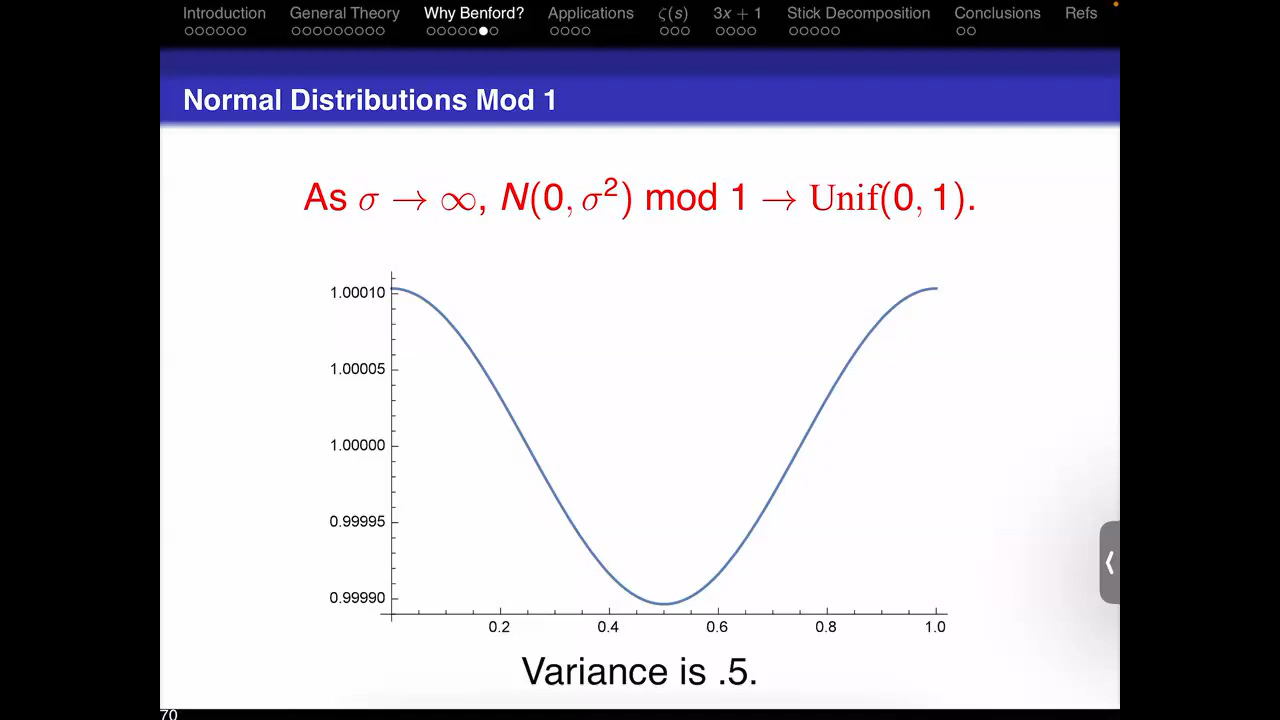 Introduction General Theory Why Benford? Applications ζ(s) 3x + 1 Stick Decomposition Conclusions Refs
Normal Distributions Mod 1
As σ → ∞, N(0, σ²) mod 1 → Unif(0, 1).
1.00010
1.00005
1.00000
0.99995
0.99990
0.2 0.4 0.6 0.8 1.0
Variance is .5.
70